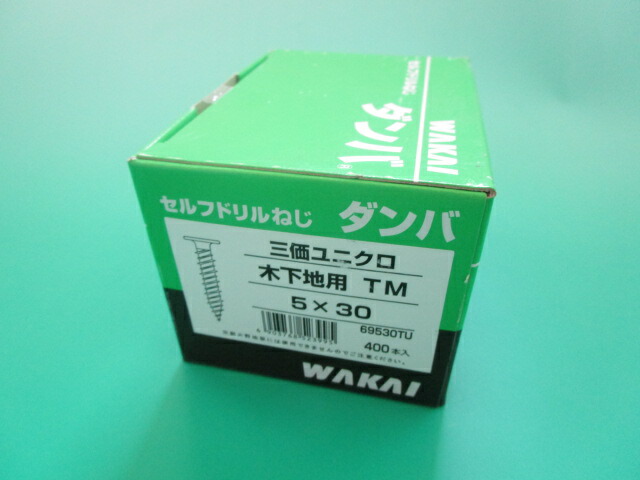 WAKAI
ダンバ®
セルフドリルねじ ダンバ
三価ユニクロ
木下地用 TM
5×30
69530TU
400本入
WAKAI